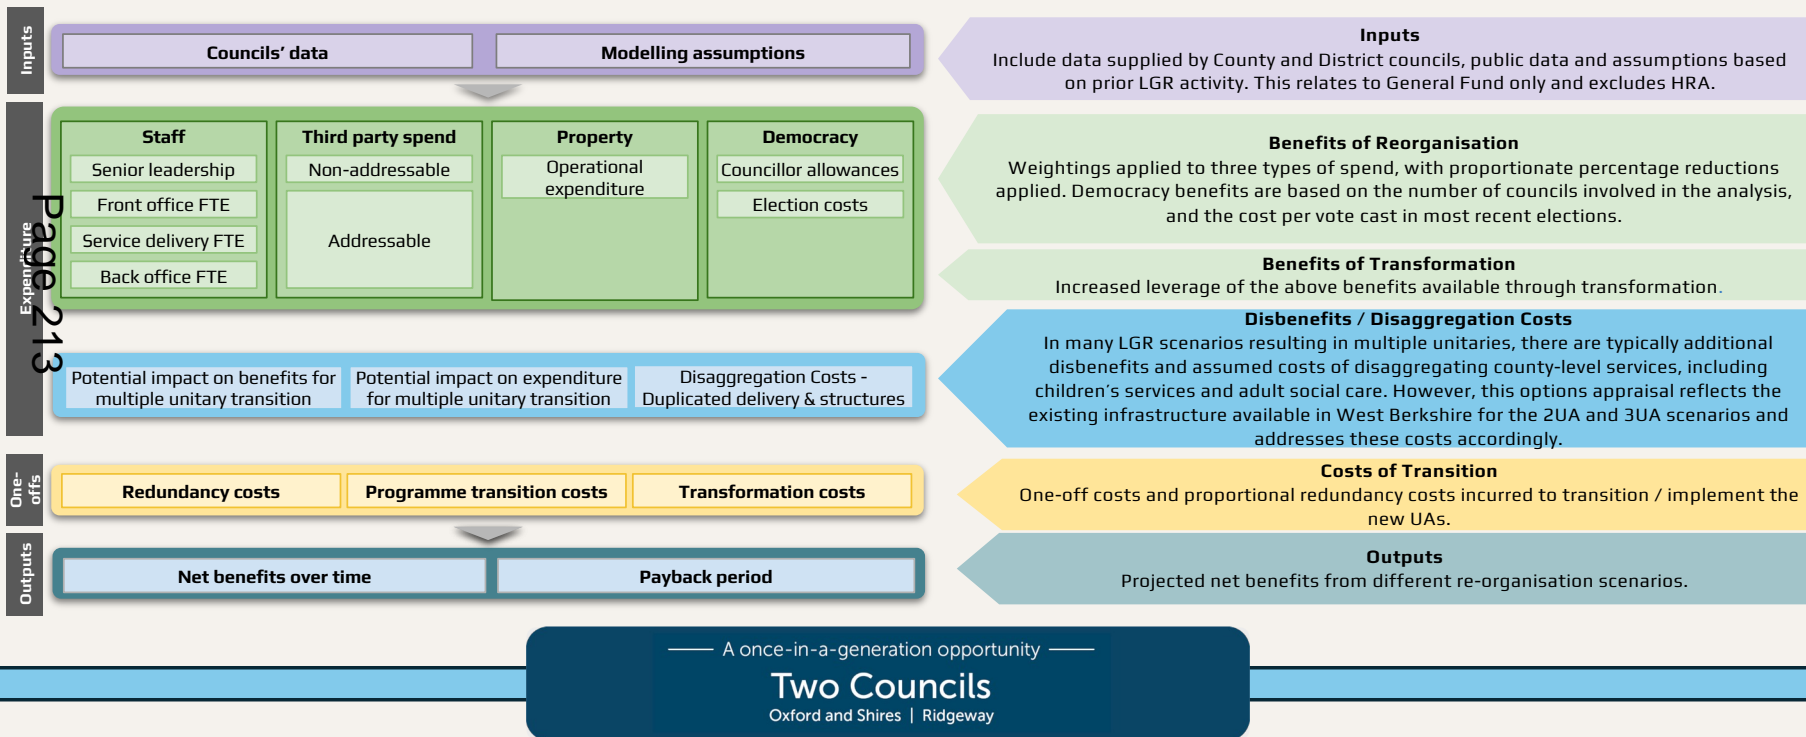 Inputs
Councils’ data
Modelling assumptions
Inputs
Include data supplied by County and District councils, public data and assumptions based
on prior LGR activity. This relates to General Fund only and excludes HRA.
Expenditure
Page 213
Staff
Senior leadership
Front office FTE
Service delivery FTE
Back office FTE
Third party spend
Non-addressable
Addressable
Property
Operational
expenditure
Democracy
Councillor allowances
Election costs
Benefits of Reorganisation
Weightings applied to three types of spend, with proportionate percentage reductions
applied. Democracy benefits are based on the number of councils involved in the analysis,
and the cost per vote cast in most recent elections.
Benefits of Transformation
Increased leverage of the above benefits available through transformation.
Potential impact on benefits for
multiple unitary transition
Potential impact on expenditure
for multiple unitary transition
Disaggregation Costs -
Duplicated delivery & structures
Disbenefits / Disaggregation Costs
In many LGR scenarios resulting in multiple unitaries, there are typically additional
disbenefits and assumed costs of disaggregating county-level services, including
children’s services and adult social care. However, this options appraisal reflects the
existing infrastructure available in West Berkshire for the 2UA and 3UA scenarios and
addresses these costs accordingly.
One-
offs
Redundancy costs
Programme transition costs
Transformation costs
Costs of Transition
One-off costs and proportional redundancy costs incurred to transition / implement the
new UAs.
Outputs
Net benefits over time
Payback period
Outputs
Projected net benefits from different re-organisation scenarios.
A once-in-a-generation opportunity
Two Councils
Oxford and Shires | Ridgeway